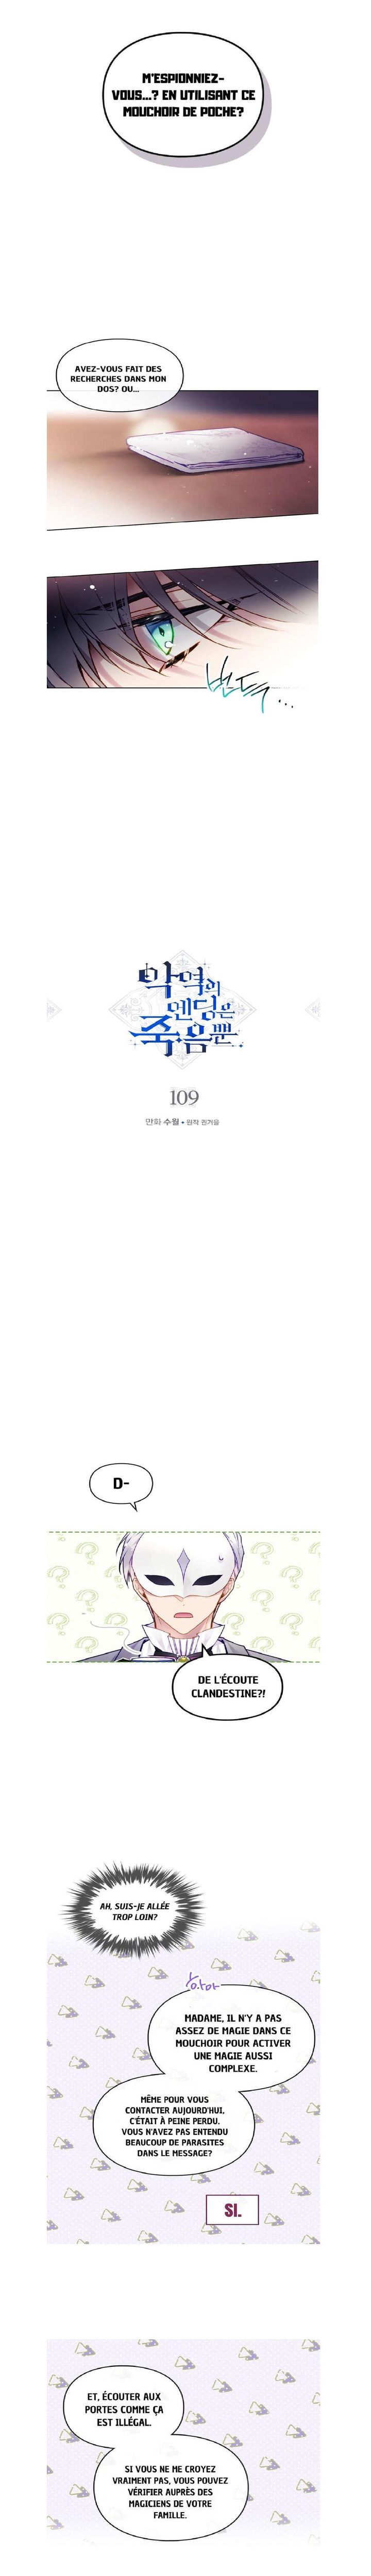 M'ESPIONNIEZ-
VOUS...? EN UTILISANT CE
MOUCHOIR DE POCHE?
AVEZ-VOUS FAIT DES
RECHERCHES DANS MON
DOS? OU...
번뜩...
악역의
엔딩은
죽음뿐
109
만화 수월 • 원작 권겨을
D-
DE L'ÉCOUTE
CLANDESTINE?!
AH, SUIS-JE ALLÉE
TROP LOIN?
MADAME, IL N'Y A PAS
ASSEZ DE MAGIE DANS CE
MOUCHOIR POUR ACTIVER
UNE MAGIE AUSSI
COMPLEXE.
MÊME POUR VOUS
CONTACTER AUJOURD'HUI,
C'ÉTAIT À PEINE PERDU.
VOUS N'AVEZ PAS ENTENDU
BEAUCOUP DE PARASITES
DANS LE MESSAGE?
SI.
ET, ÉCOUTER AUX
PORTES COMME ÇA
EST ILLÉGAL.
SI VOUS NE ME CROYEZ
VRAIMENT PAS, VOUS POUVEZ
VÉRIFIER AUPRÈS DES
MAGICIENS DE VOTRE
FAMILLE.